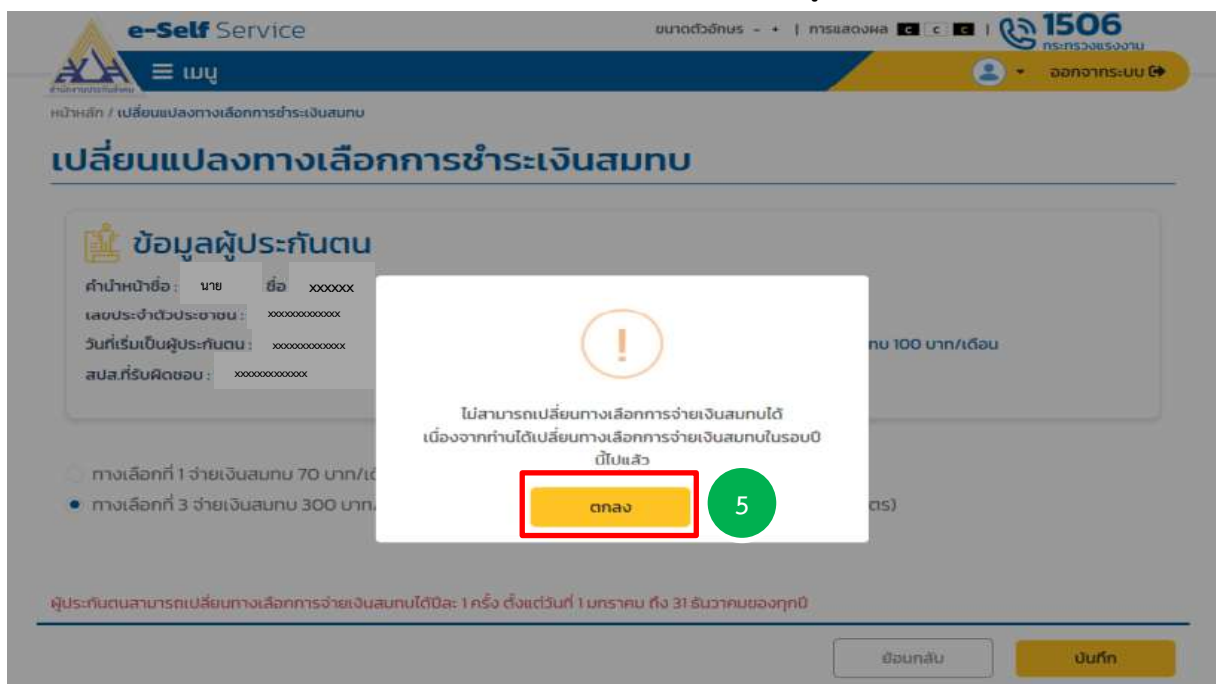 e-Self Service
ขนาดตัวอักษร - + | การแสดงผล C C C | 1506
กระทรวงแรงงาน
สำนักงานประกันสังคม
เมนู
ออกจากระบบ
หน้าหลัก / เปลี่ยนแปลงทางเลือกการชำระเงินสมทบ
เปลี่ยนแปลงทางเลือกการชำระเงินสมทบ
ข้อมูลผู้ประกันตน
คำนำหน้าชื่อ : นาย ชื่อ xxxxxx
เลขประจำตัวประชาชน : xxxxxxxxxxxxx
วันที่เริ่มเป็นผู้ประกันตน : xxxxxxxxxxxxx
ทบ 100 บาท/เดือน
สปส.ที่รับผิดชอบ : xxxxxxxxxxxxx
!
ไม่สามารถเปลี่ยนทางเลือกการจ่ายเงินสมทบได้
เนื่องจากท่านได้เปลี่ยนทางเลือกการจ่ายเงินสมทบในรอบปี
นี้ไปแล้ว
ตกลง
5
ทางเลือกที่ 1 จ่ายเงินสมทบ 70 บาท/เ
ทางเลือกที่ 3 จ่ายเงินสมทบ 300 บาท
ตร)
ผู้ประกันตนสามารถเปลี่ยนทางเลือกการจ่ายเงินสมทบได้ปีละ 1 ครั้ง ตั้งแต่วันที่ 1 มกราคม ถึง 31 ธันวาคมของทุกปี
ย้อนกลับ
บันทึก